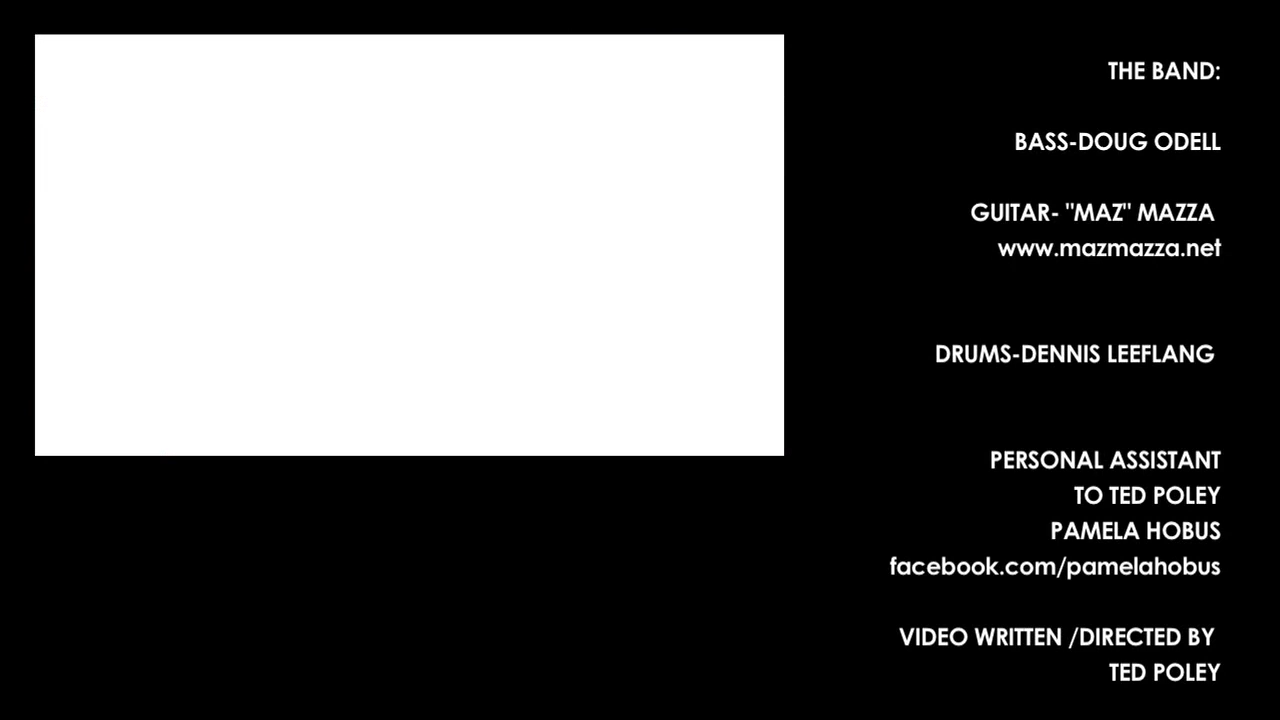 THE BAND:
BASS-DOUG ODELL
GUITAR- "MAZ" MAZZA
www.mazmazza.net
DRUMS-DENNIS LEEFLANG
PERSONAL ASSISTANT
TO TED POLEY
PAMELA HOBUS
facebook.com/pamelahobus
VIDEO WRITTEN /DIRECTED BY
TED POLEY